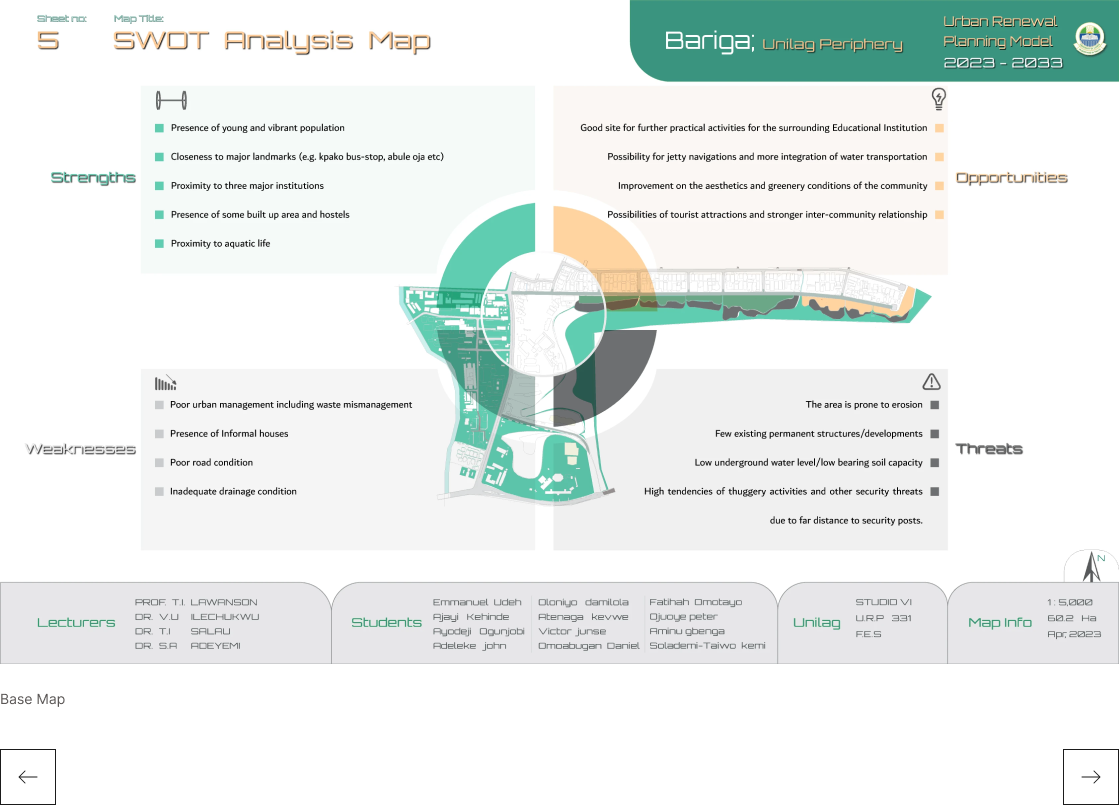 Sheet no:
5
Map Title:
SWOT Analysis Map
Bariga; Unilag Periphery
Urban Renewal
Planning Model
2023 - 2033
Strengths
Presence of young and vibrant population
Closeness to major landmarks (e.g. kpako bus-stop, abule oja etc)
Proximity to three major institutions
Presence of some built up area and hostels
Proximity to aquatic life
Opportunities
Good site for further practical activities for the surrounding Educational Institution
Possibility for jetty navigations and more integration of water transportation
Improvement on the aesthetics and greenery conditions of the community
Possibilities of tourist attractions and stronger inter-community relationship
Weaknesses
Poor urban management including waste mismanagement
Presence of Informal houses
Poor road condition
Inadequate drainage condition
Threats
The area is prone to erosion
Few existing permanent structures/developments
Low underground water level/low bearing soil capacity
High tendencies of thuggery activities and other security threats
due to far distance to security posts.
N
Lecturers
PROF. T.I. LAWANSON
DR. V.U ILECHUKWU
DR. T.I SALAU
DR. S.A ADEYEMI
Students
Emmanuel Udeh
Ajayi Kehinde
Ayodeji Ogunjobi
Adeleke john
Oloniyo damilola
Atenaga kevwe
Victor junse
Omoabugan Daniel
Fatihah Omotayo
Ojuoye peter
Aminu gbenga
Solademi-Taiwo kemi
Unilag
STUDIO VI
U.R.P 331
F.E.S
Map Info
1 : 5,000
60.2 Ha
Apr, 2023
Base Map